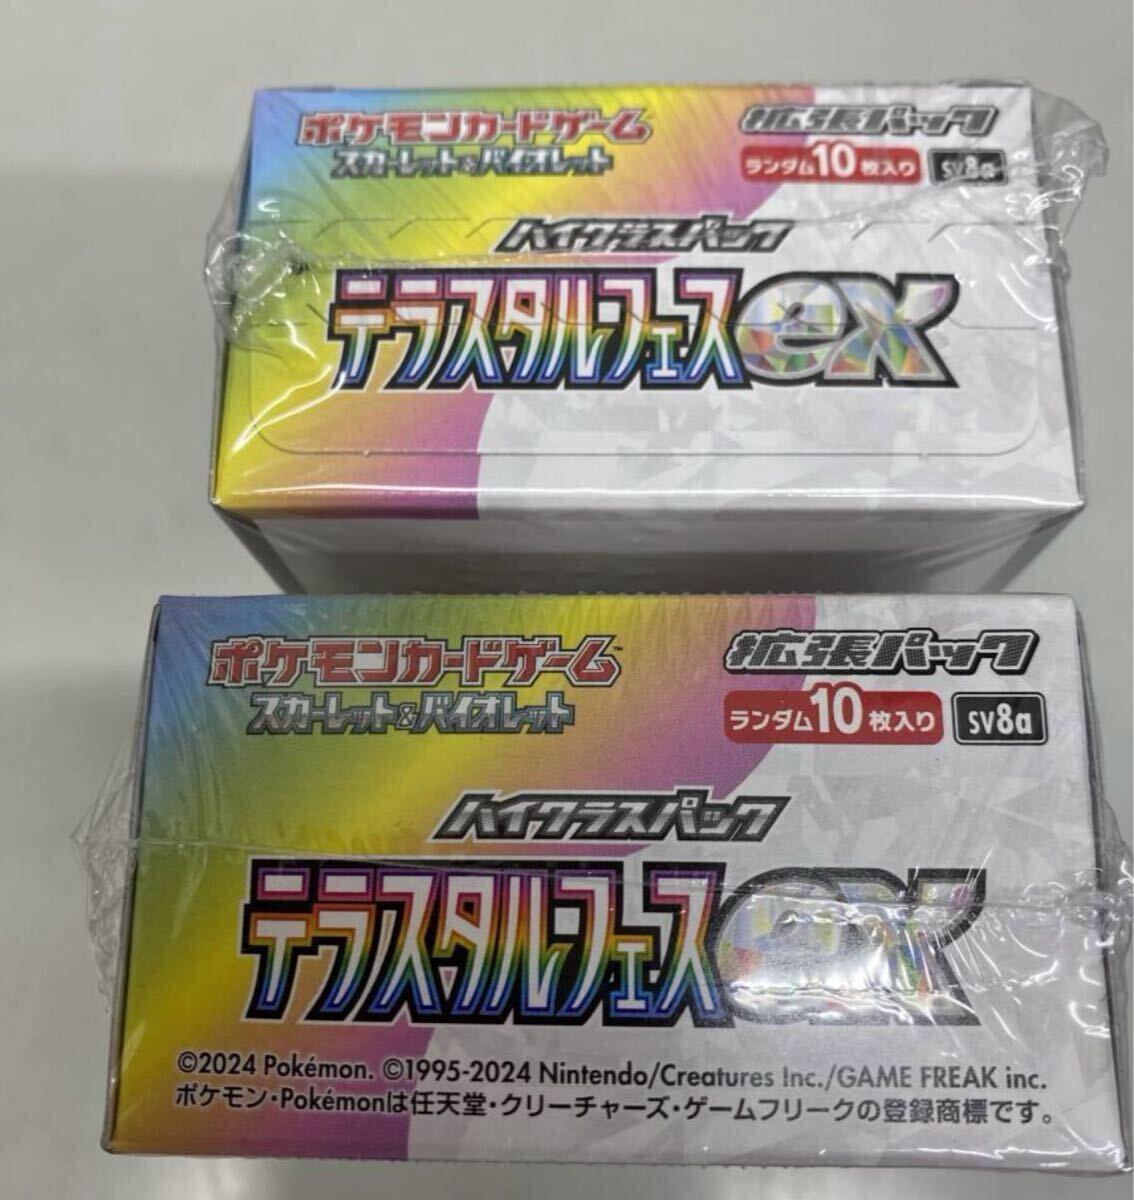 ポケモンカードゲーム
スカーレット&バイオレット
拡張パック
ランダム10枚入り SV8a
ハイクラスパック
テラスタルフェスex
ポケモンカードゲーム™
スカーレット&バイオレット
拡張パック
ランダム10枚入り SV8a
ハイクラスパック
テラスタルフェスex
©2024 Pokémon. ©1995-2024 Nintendo/Creatures Inc./GAME FREAK inc.
ポケモン・Pokémonは任天堂・クリーチャーズ・ゲームフリークの登録商標です。